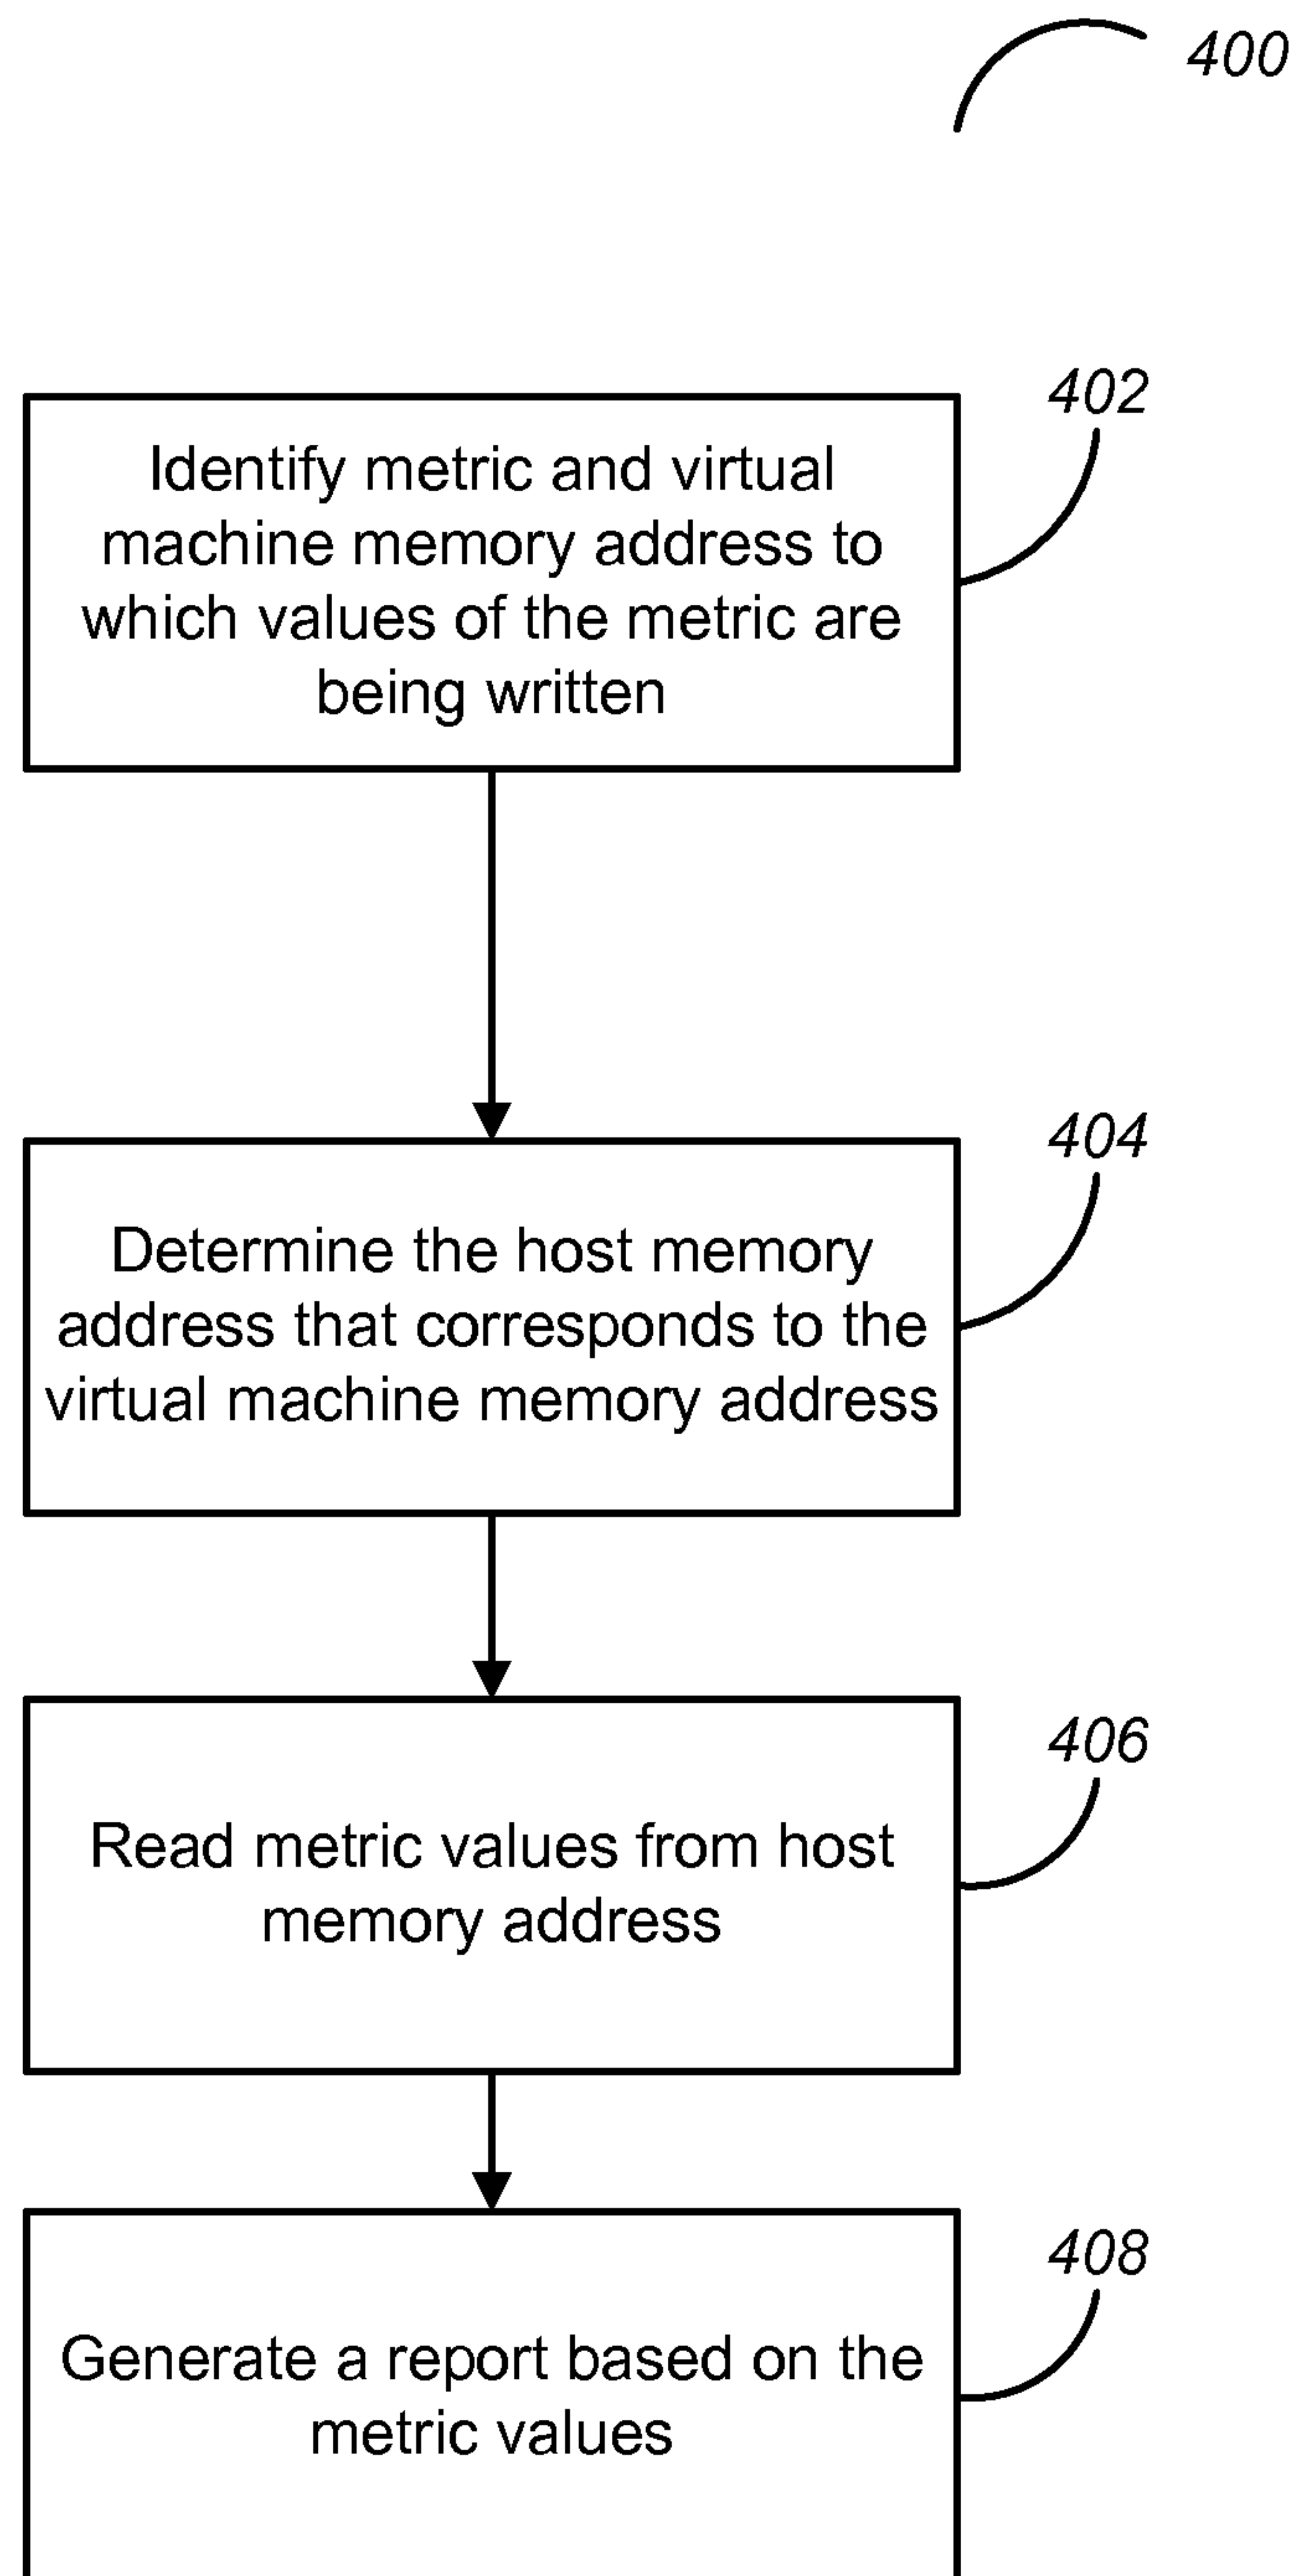 400
402
Identify metric and virtual
machine memory address to
which values of the metric are
being written
404
Determine the host memory
address that corresponds to the
virtual machine memory address
406
Read metric values from host
memory address
408
Generate a report based on the
metric values